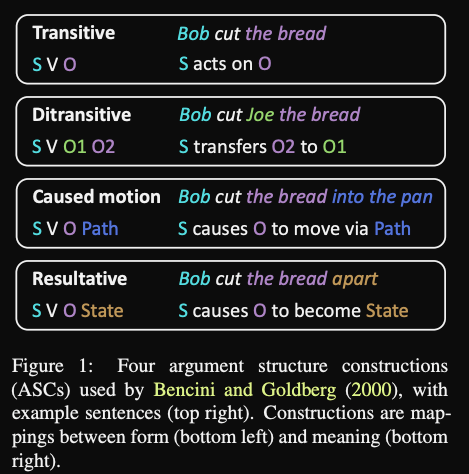 Transitive Bob cut the bread
S V O S acts on O
Ditransitive Bob cut Joe the bread
S V O1 O2 S transfers O2 to O1
Caused motion Bob cut the bread into the pan
S V O Path S causes O to move via Path
Resultative Bob cut the bread apart
S V O State S causes O to become State
Figure 1: Four argument structure constructions
(ASCs) used by Bencini and Goldberg (2000), with
example sentences (top right). Constructions are map-
pings between form (bottom left) and meaning (bottom
right).